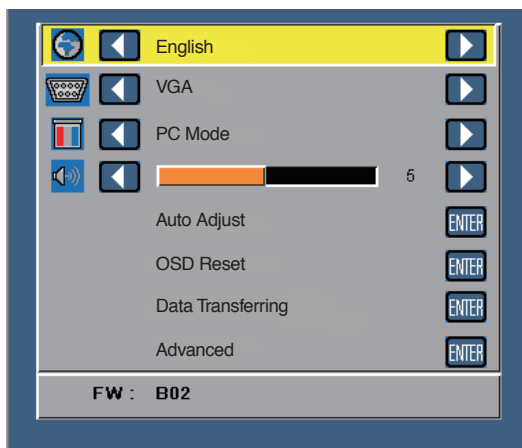 English
VGA
PC Mode
5
Auto Adjust ENTER
OSD Reset ENTER
Data Transferring ENTER
Advanced ENTER
FW : B02